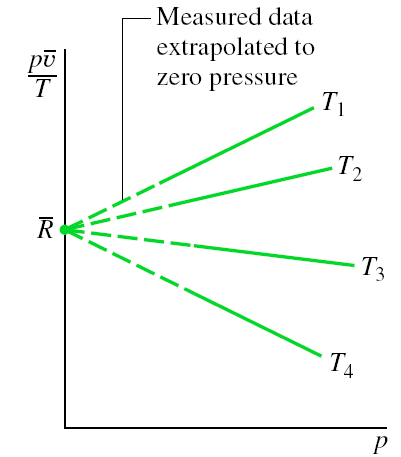 Measured data
extrapolated to
zero pressure
pv̅
T
T₁
T₂
R̅
T₃
T₄
p